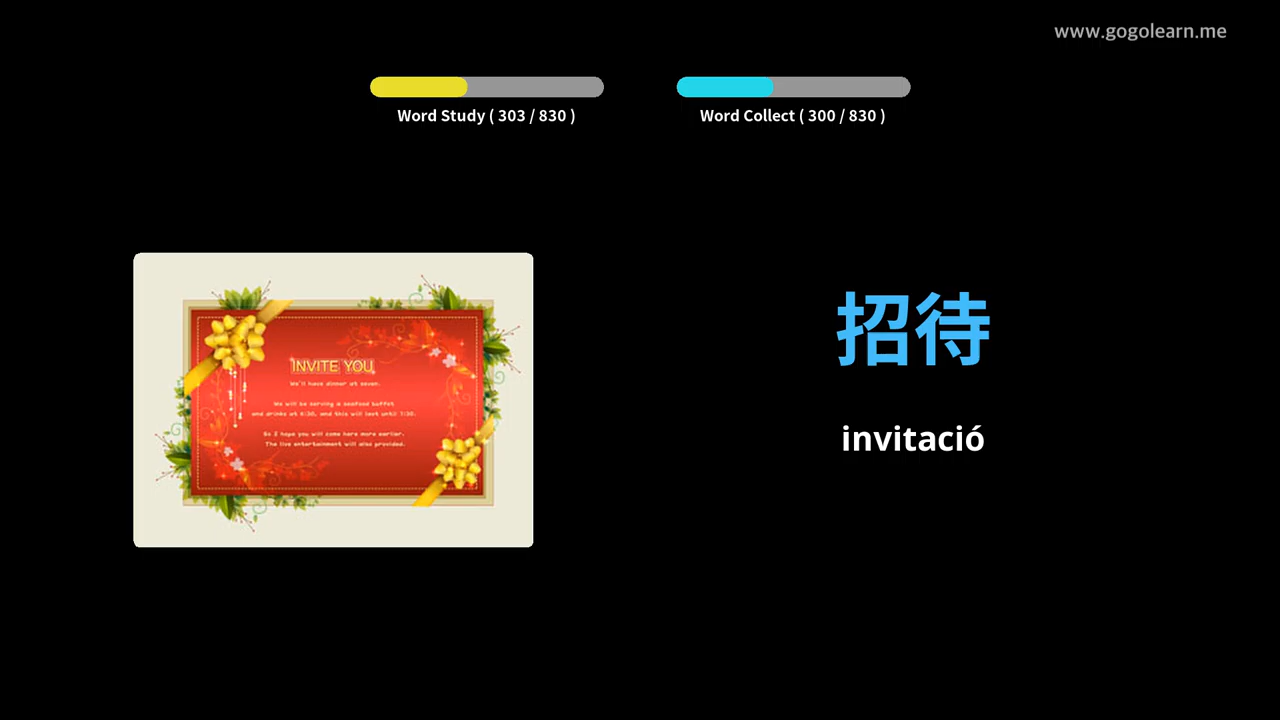 www.gogolearn.me
Word Study ( 303 / 830 )
Word Collect ( 300 / 830 )
INVITE YOU
We'll have dinner at seven.
We will be serving a seafood buffet
and drinks at 6:30, and this will last until 7:30.
So I hope you will come here more earlier.
The live entertainment will also provided.
招待
invitació